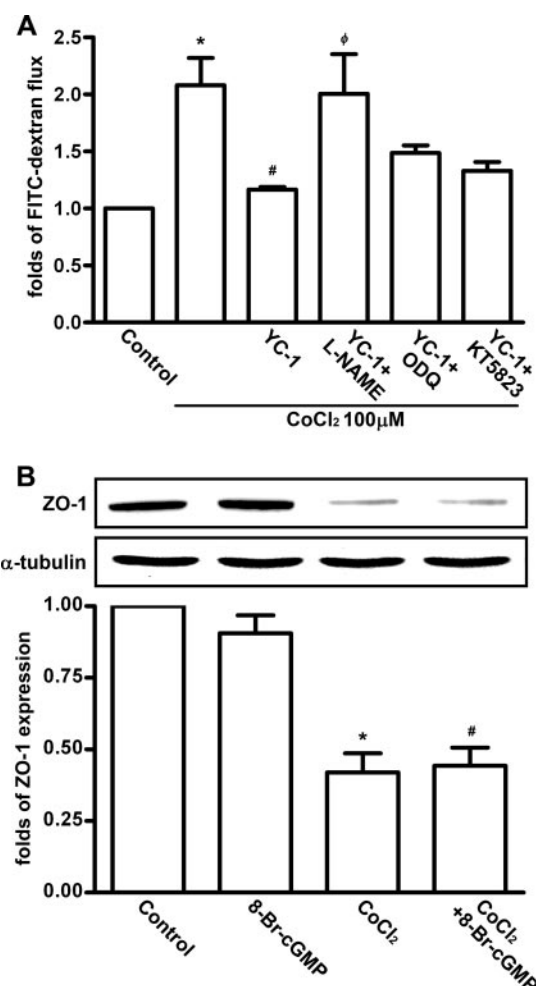 A
folds of FITC-dextran flux
2.5
2.0
1.5
1.0
0.5
0.0
*
#
ϕ
Control
YC-1
YC-1+
L-NAME
YC-1+
ODQ
YC-1+
KT5823
CoCl₂ 100μM
B
ZO-1
α-tubulin
folds of ZO-1 expression
1.00
0.75
0.50
0.25
0.00
*
#
Control
8-Br-cGMP
CoCl₂
CoCl₂
+8-Br-cGMP